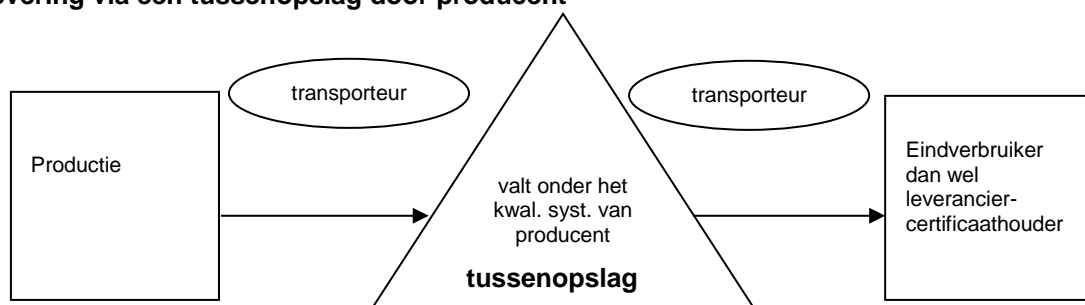 via een tussenopslag door producent
transporteur
transporteur
Productie
valt onder het
kwal. syst. van
producent
tussenopslag
Eindverbruiker
dan wel
leverancier-
certificaathouder